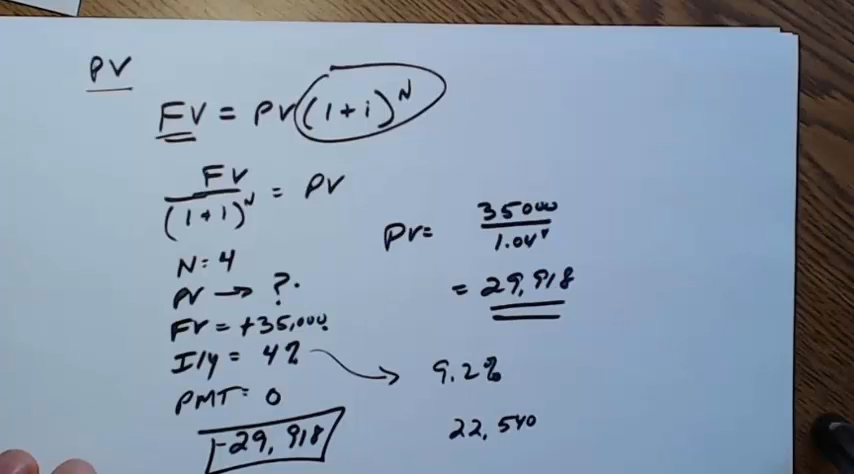 PV
FV = PV(1+i)^N
FV/(1+i)^N = PV
N = 4
PV → ?
FV = +35,000
I/y = 4%
PMT = 0
-29,918
PV = 35000/1.04^4
= 29,918
9.2%
22,540